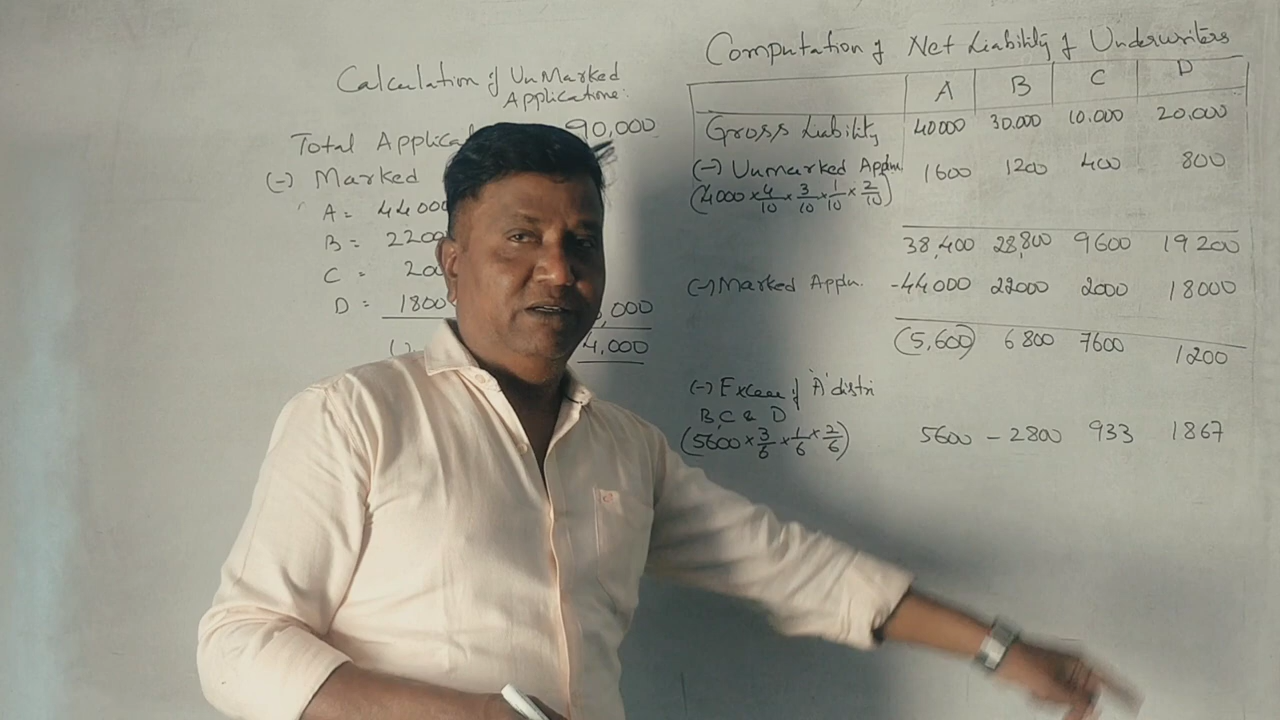 Calculation of UnMarked
Applications:
Total Applica 90,000
(-) Marked
A = 44000
B = 2200
C = 20
D = 1800 ,000
4,000
Computation of Net Liability of Underwriters
A B C D
Gross Liability 40000 30.000 10.000 20.000
(-) Unmarked Appln 1600 1200 400 800
(4000 × 4/10 × 3/10 × 1/10 × 2/10)
38,400 28,800 9600 19200
(-) Marked Appln. -44000 22000 2000 18000
(5,600) 6800 7600 1200
(-) Excess of 'A' distri
B, C & D
(5600 × 3/6 × 1/6 × 2/6) 5600 - 2800 933 1867